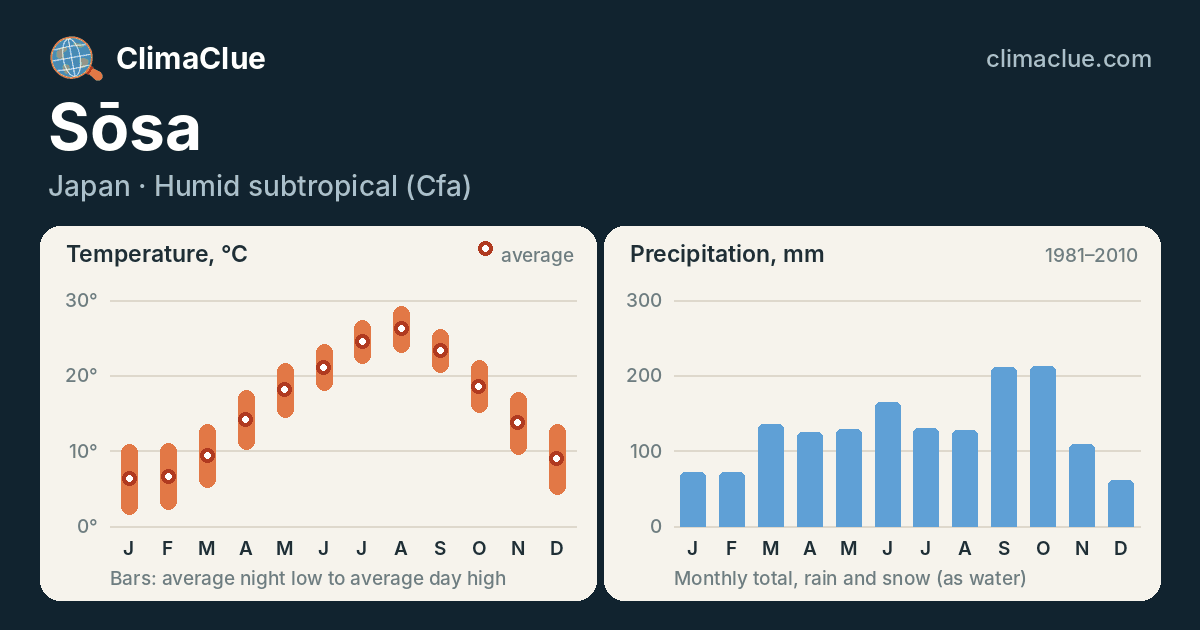 ClimaClue
climaclue.com
Sōsa
Japan · Humid subtropical (Cfa)
Temperature, °C
average
30°
20°
10°
0°
J F M A M J J A S O N D
Bars: average night low to average day high
Precipitation, mm
1981–2010
300
200
100
0
J F M A M J J A S O N D
Monthly total, rain and snow (as water)